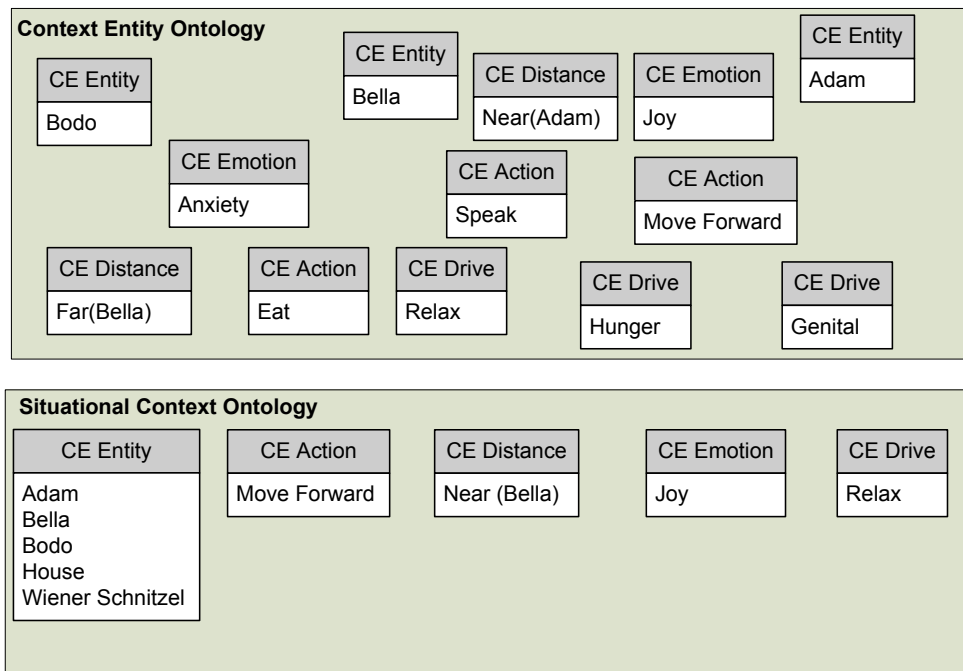 Context Entity Ontology
CE Entity
Bodo
CE Entity
Bella
CE Distance
Near(Adam)
CE Emotion
Joy
CE Entity
Adam
CE Emotion
Anxiety
CE Action
Speak
CE Action
Move Forward
CE Distance
Far(Bella)
CE Action
Eat
CE Drive
Relax
CE Drive
Hunger
CE Drive
Genital
Situational Context Ontology
CE Entity
Adam
Bella
Bodo
House
Wiener Schnitzel
CE Action
Move Forward
CE Distance
Near (Bella)
CE Emotion
Joy
CE Drive
Relax